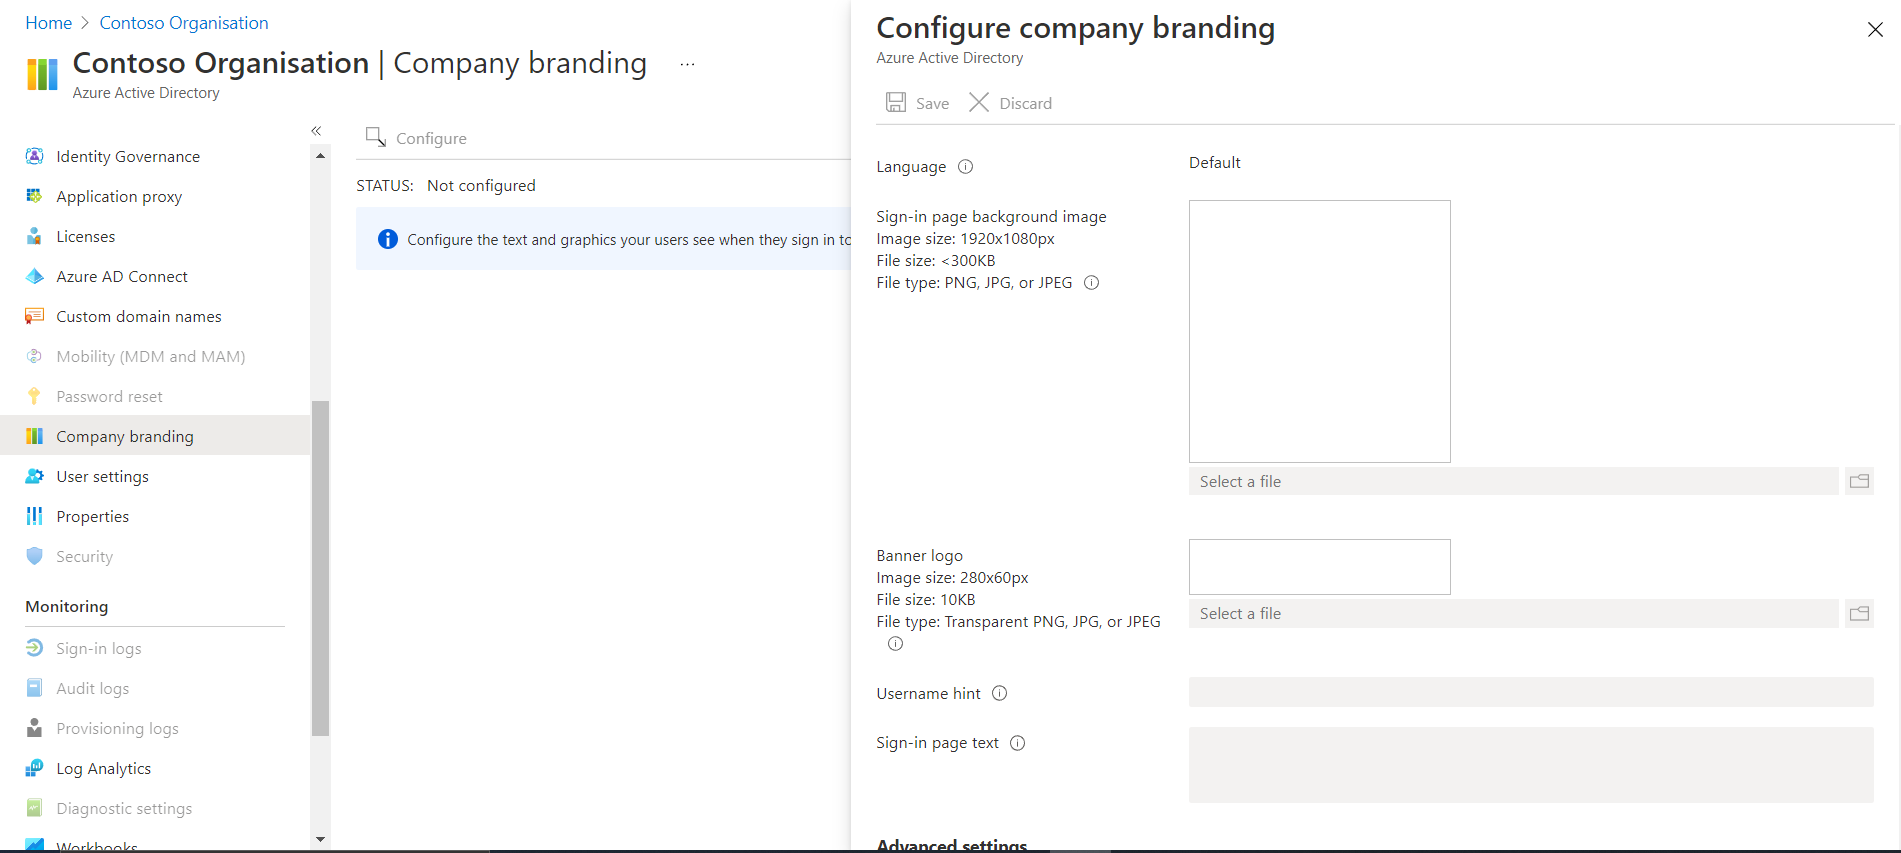 Home > Contoso Organisation
Contoso Organisation | Company branding ...
Azure Active Directory
«
Identity Governance
Application proxy
Licenses
Azure AD Connect
Custom domain names
Mobility (MDM and MAM)
Password reset
Company branding
User settings
Properties
Security
Monitoring
Sign-in logs
Audit logs
Provisioning logs
Log Analytics
Diagnostic settings
Workbooks
Configure
STATUS: Not configured
Configure the text and graphics your users see when they sign in to
Configure company branding
Azure Active Directory
Save Discard
Language Default
Sign-in page background image
Image size: 1920x1080px
File size: <300KB
File type: PNG, JPG, or JPEG
Select a file
Banner logo
Image size: 280x60px
File size: 10KB
File type: Transparent PNG, JPG, or JPEG
Select a file
Username hint
Sign-in page text
Advanced settings